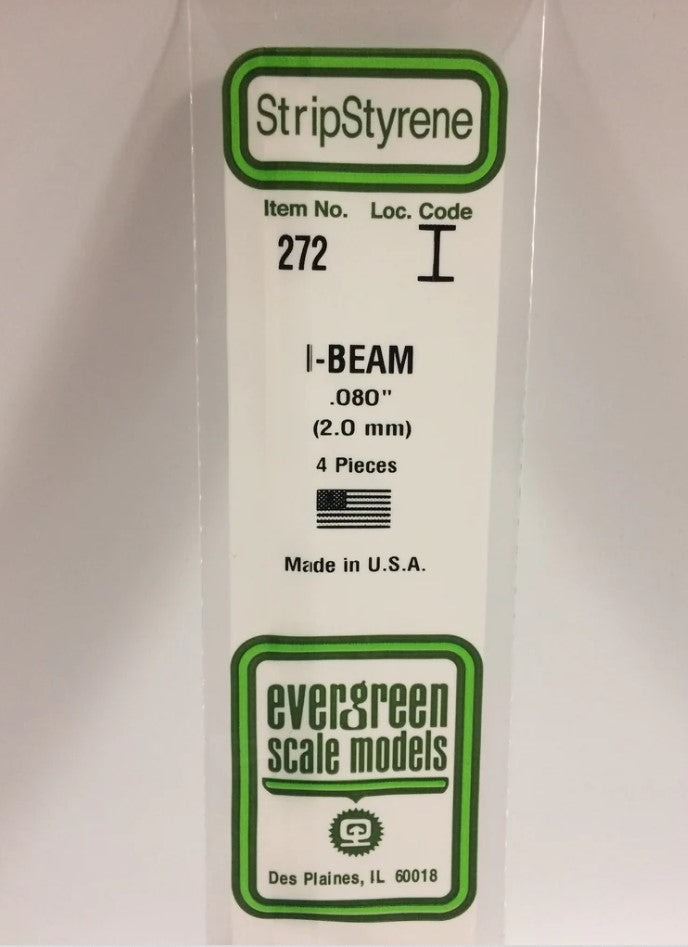 StripStyrene
Item No. Loc. Code
272 I
I-BEAM
.080"
(2.0 mm)
4 Pieces
Made in U.S.A.
evergreen
scale models
Des Plaines, IL 60018